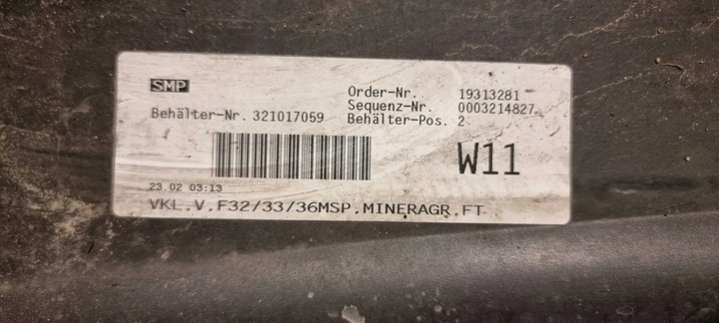 SMP
Order-Nr. 19313281
Sequenz-Nr. 0003214827
Behälter-Nr. 321017059 Behälter-Pos. 2
W11
23.02 03:13
VKL.V.F32/33/36MSP,MINERAGR.FT